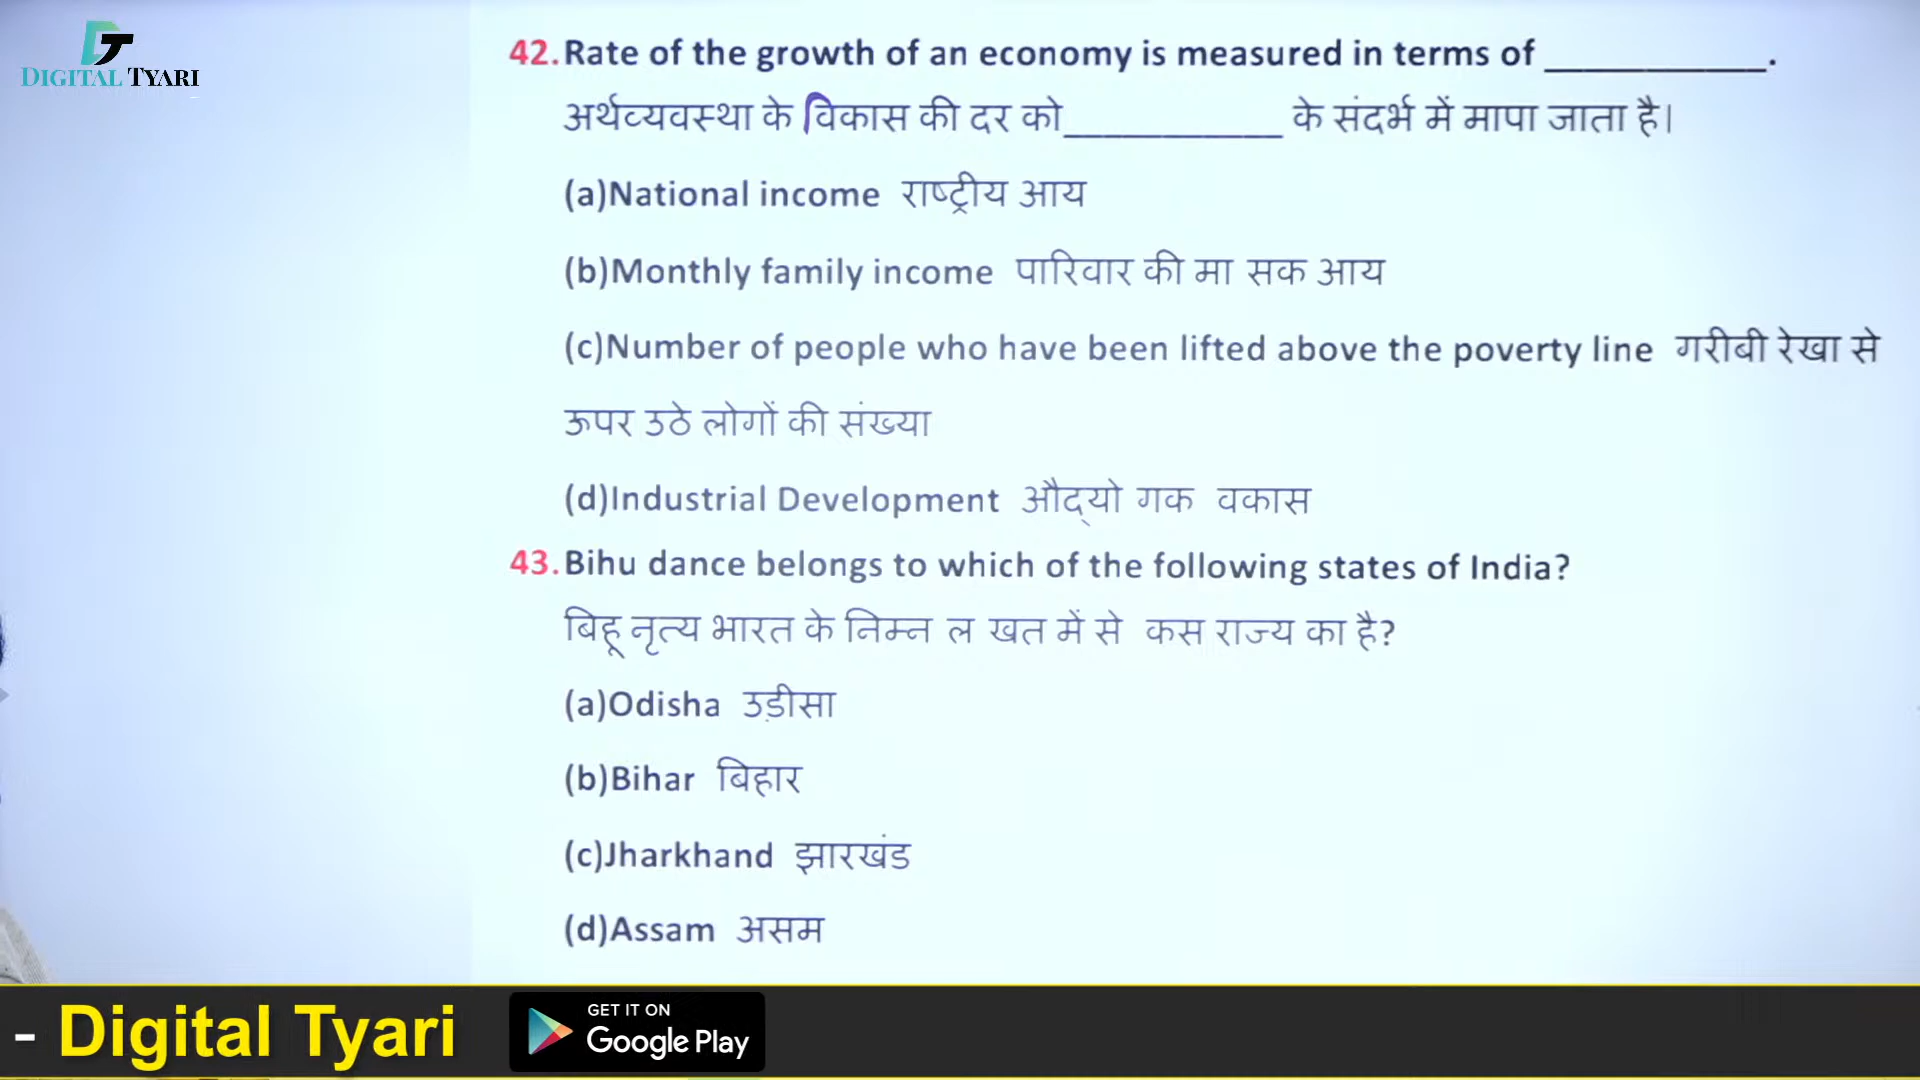 DIGITAL TYARI
42. Rate of the growth of an economy is measured in terms of ____________.
अर्थव्यवस्था के विकास की दर को____________ के संदर्भ में मापा जाता है।
(a)National income राष्ट्रीय आय
(b)Monthly family income पारिवार की मा सक आय
(c)Number of people who have been lifted above the poverty line गरीबी रेखा से
ऊपर उठे लोगों की संख्या
(d)Industrial Development औद्यो गक वकास
43. Bihu dance belongs to which of the following states of India?
बिहू नृत्य भारत के निम्न ल खत में से कस राज्य का है?
(a)Odisha उड़ीसा
(b)Bihar बिहार
(c)Jharkhand झारखंड
(d)Assam असम
- Digital Tyari
GET IT ON
Google Play